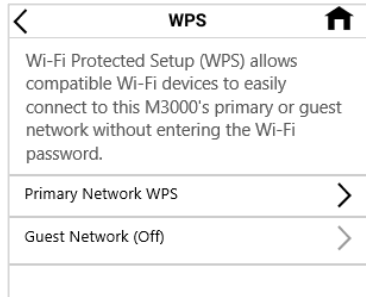 WPS
Wi-Fi Protected Setup (WPS) allows
compatible Wi-Fi devices to easily
connect to this M3000's primary or guest
network without entering the Wi-Fi
password.
Primary Network WPS
Guest Network (Off)